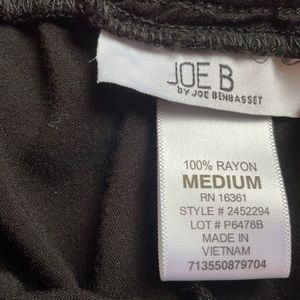 JOE B
BY JOE BENBASSET
100% RAYON
MEDIUM
RN 16361
STYLE # 2452294
LOT # P6478B
MADE IN
VIETNAM
713550879704